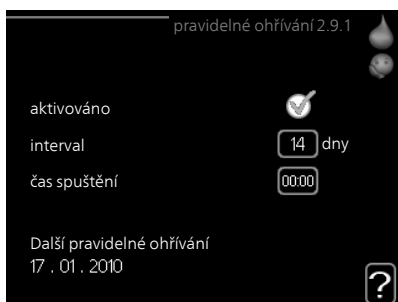 pravidelné ohřívání 2.9.1
aktivováno
interval 14 dny
čas spuštění 00:00
Další pravidelné ohřívání
17 . 01 . 2010
?